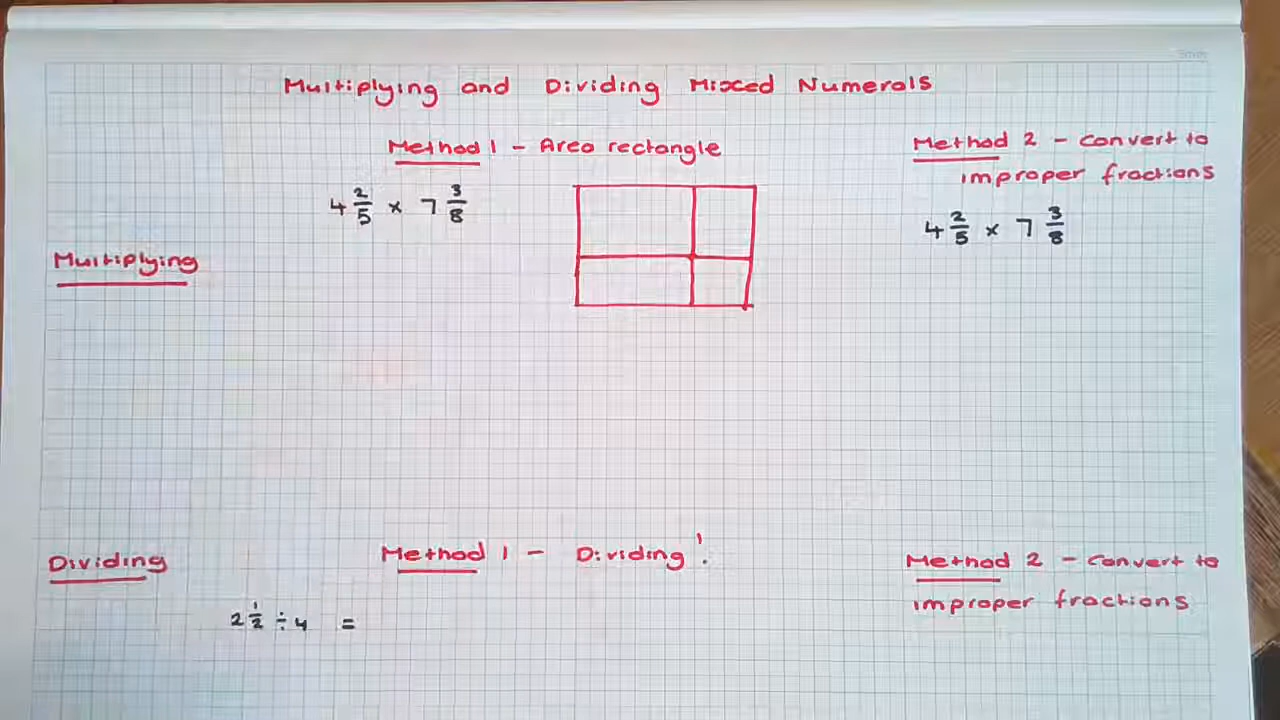 Multiplying and Dividing Mixed Numerals
Method 1 - Area rectangle
Method 2 - convert to
improper fractions
4 2/5 × 7 3/8
4 2/5 × 7 3/8
Multiplying
Dividing
Method 1 - Dividing!
Method 2 - convert to
improper fractions
2 1/2 ÷ 4 =